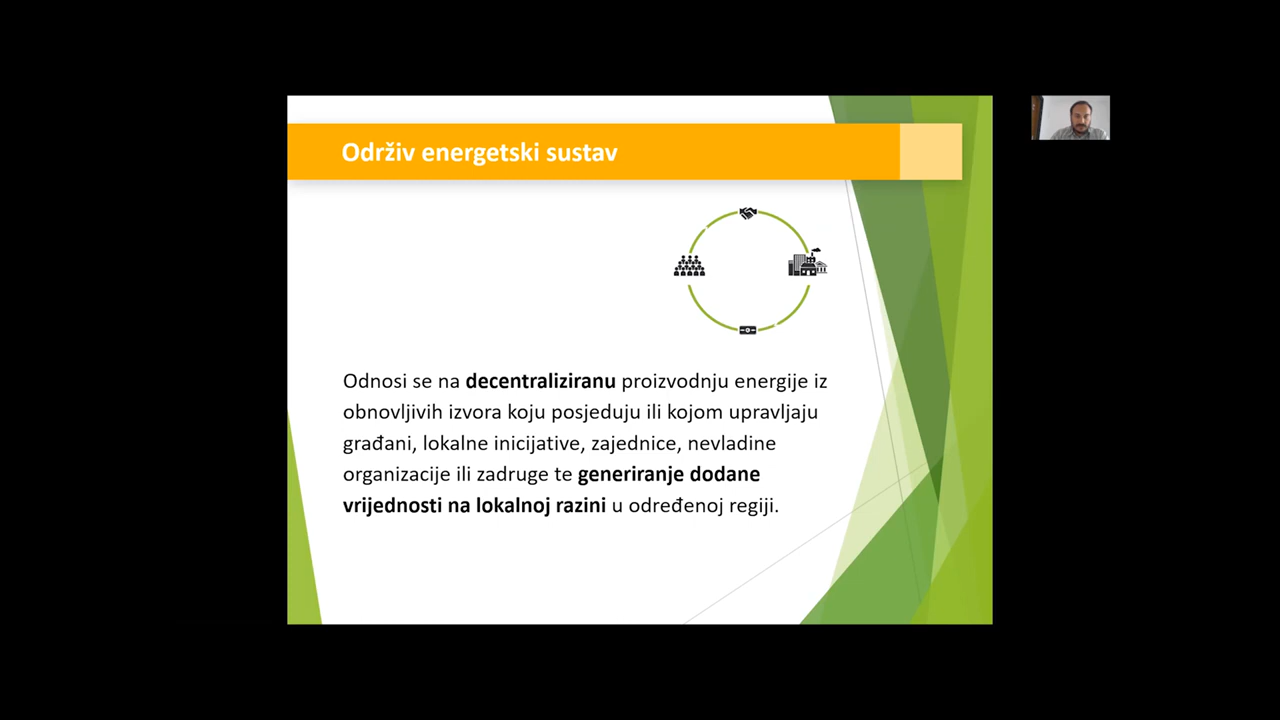 Održiv energetski sustav
Odnosi se na decentraliziranu proizvodnju energije iz
obnovljivih izvora koju posjeduju ili kojom upravljaju
građani, lokalne inicijative, zajednice, nevladine
organizacije ili zadruge te generiranje dodane
vrijednosti na lokalnoj razini u određenoj regiji.